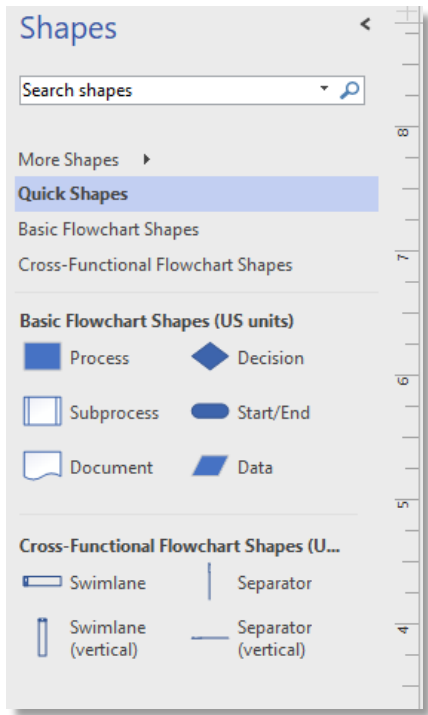 Shapes
Search shapes
More Shapes
Quick Shapes
Basic Flowchart Shapes
Cross-Functional Flowchart Shapes
Basic Flowchart Shapes (US units)
Process Decision
Subprocess Start/End
Document Data
Cross-Functional Flowchart Shapes (U...
Swimlane Separator
Swimlane (vertical) Separator (vertical)
8
7
6
5
4